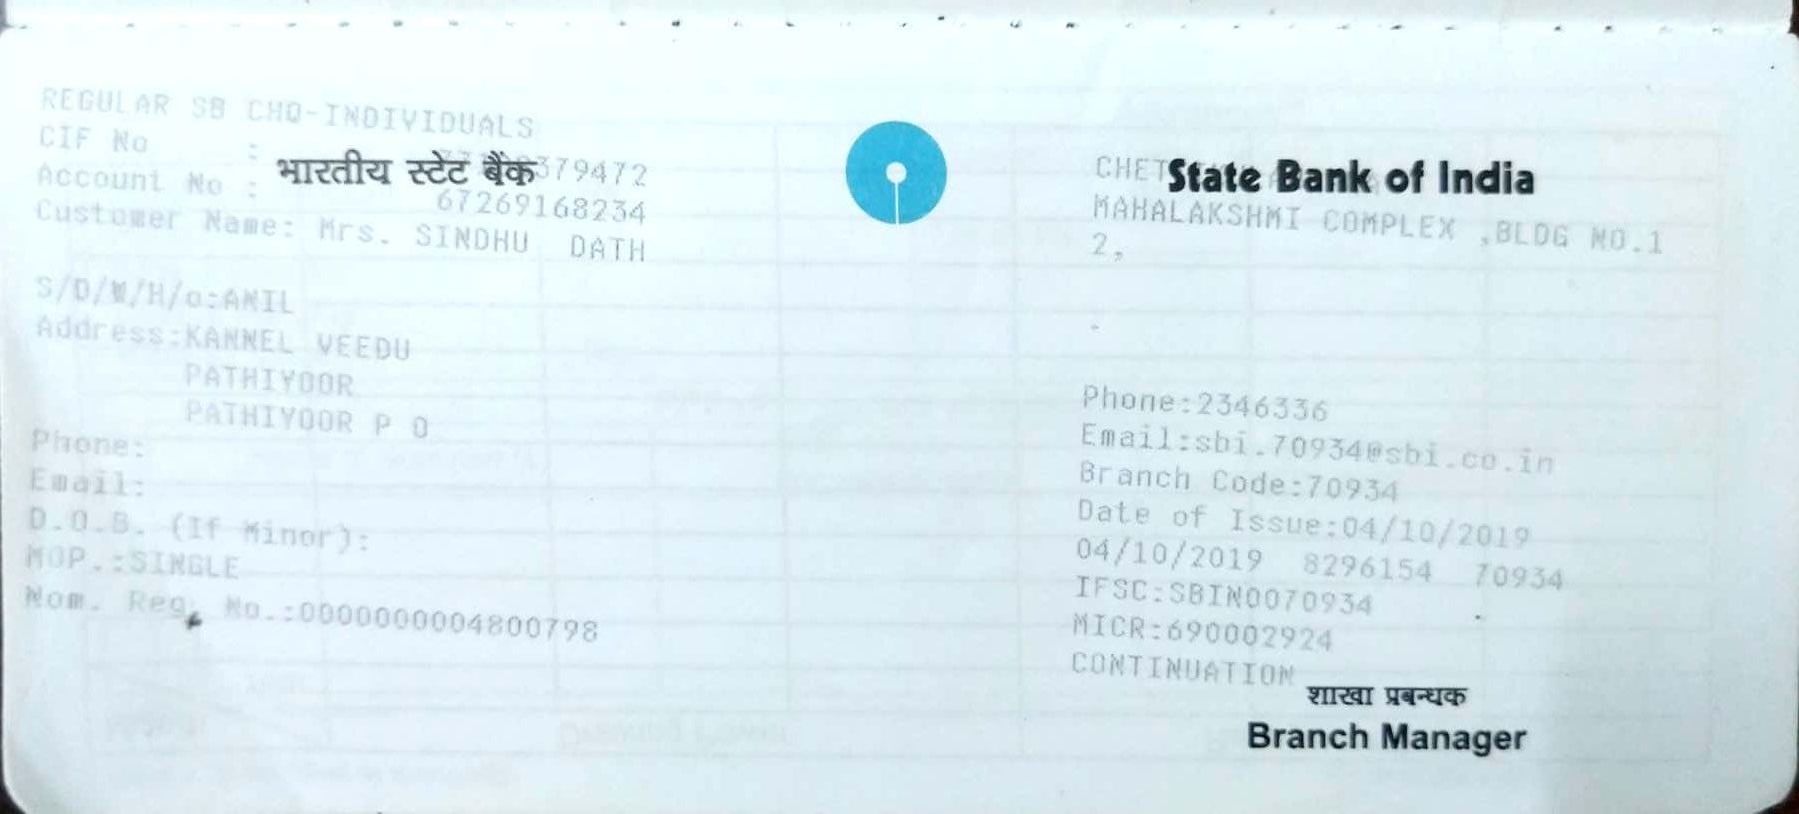 REGULAR SB CHQ-INDIVIDUALS
CIF No :
भारतीय स्टेट बैंक
Account No : 67269168234
Customer Name: Mrs. SINDHU DATH
S/D/W/H/o:ANIL
Address:KANNEL VEEDU
PATHIYOOR
PATHIYOOR P O
Phone:
Email:
D.O.B. (If Minor):
MOP.:SINGLE
Nom. Reg. No.:0000000004800798
State Bank of India
MAHALAKSHMI COMPLEX ,BLDG NO.1
2,
Phone:2346336
Email:sbi.70934@sbi.co.in
Branch Code:70934
Date of Issue:04/10/2019
04/10/2019 8296154 70934
IFSC:SBIN0070934
MICR:690002924
CONTINUATION
शाखा प्रबन्धक
Branch Manager